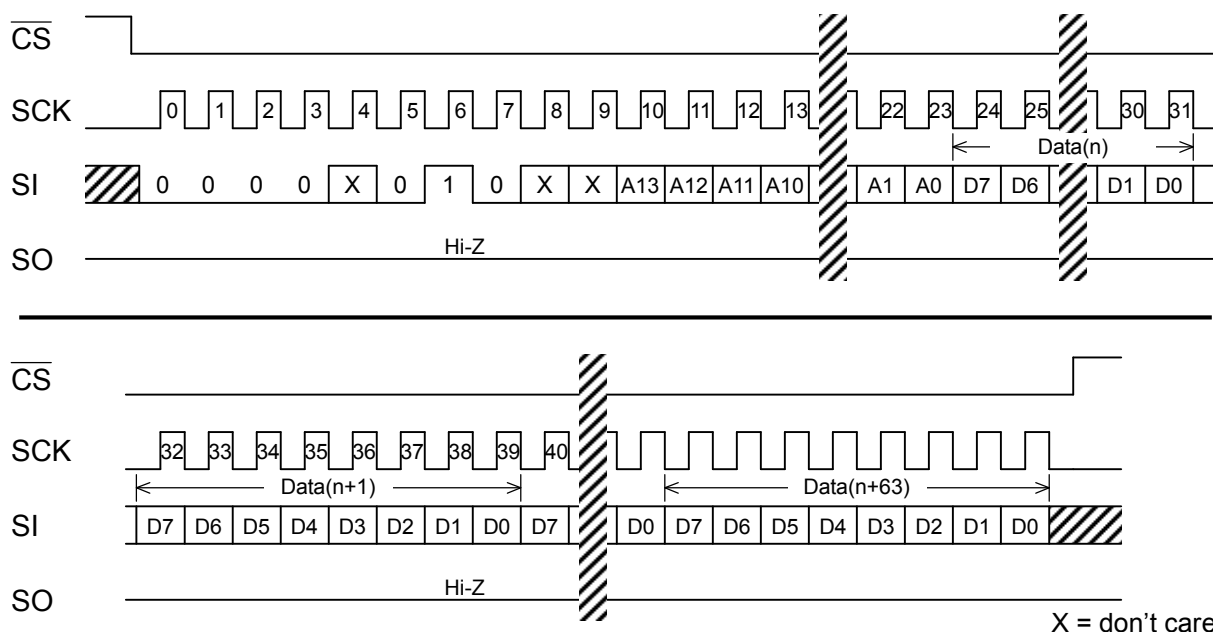 CS
SCK 0 1 2 3 4 5 6 7 8 9 10 11 12 13 22 23 24 25 30 31
Data(n)
SI 0 0 0 0 X 0 1 0 X X A13 A12 A11 A10 A1 A0 D7 D6 D1 D0
Hi-Z
SO
CS
SCK 32 33 34 35 36 37 38 39 40
Data(n+1) Data(n+63)
SI D7 D6 D5 D4 D3 D2 D1 D0 D7 D0 D7 D6 D5 D4 D3 D2 D1 D0
Hi-Z
SO
X = don't care